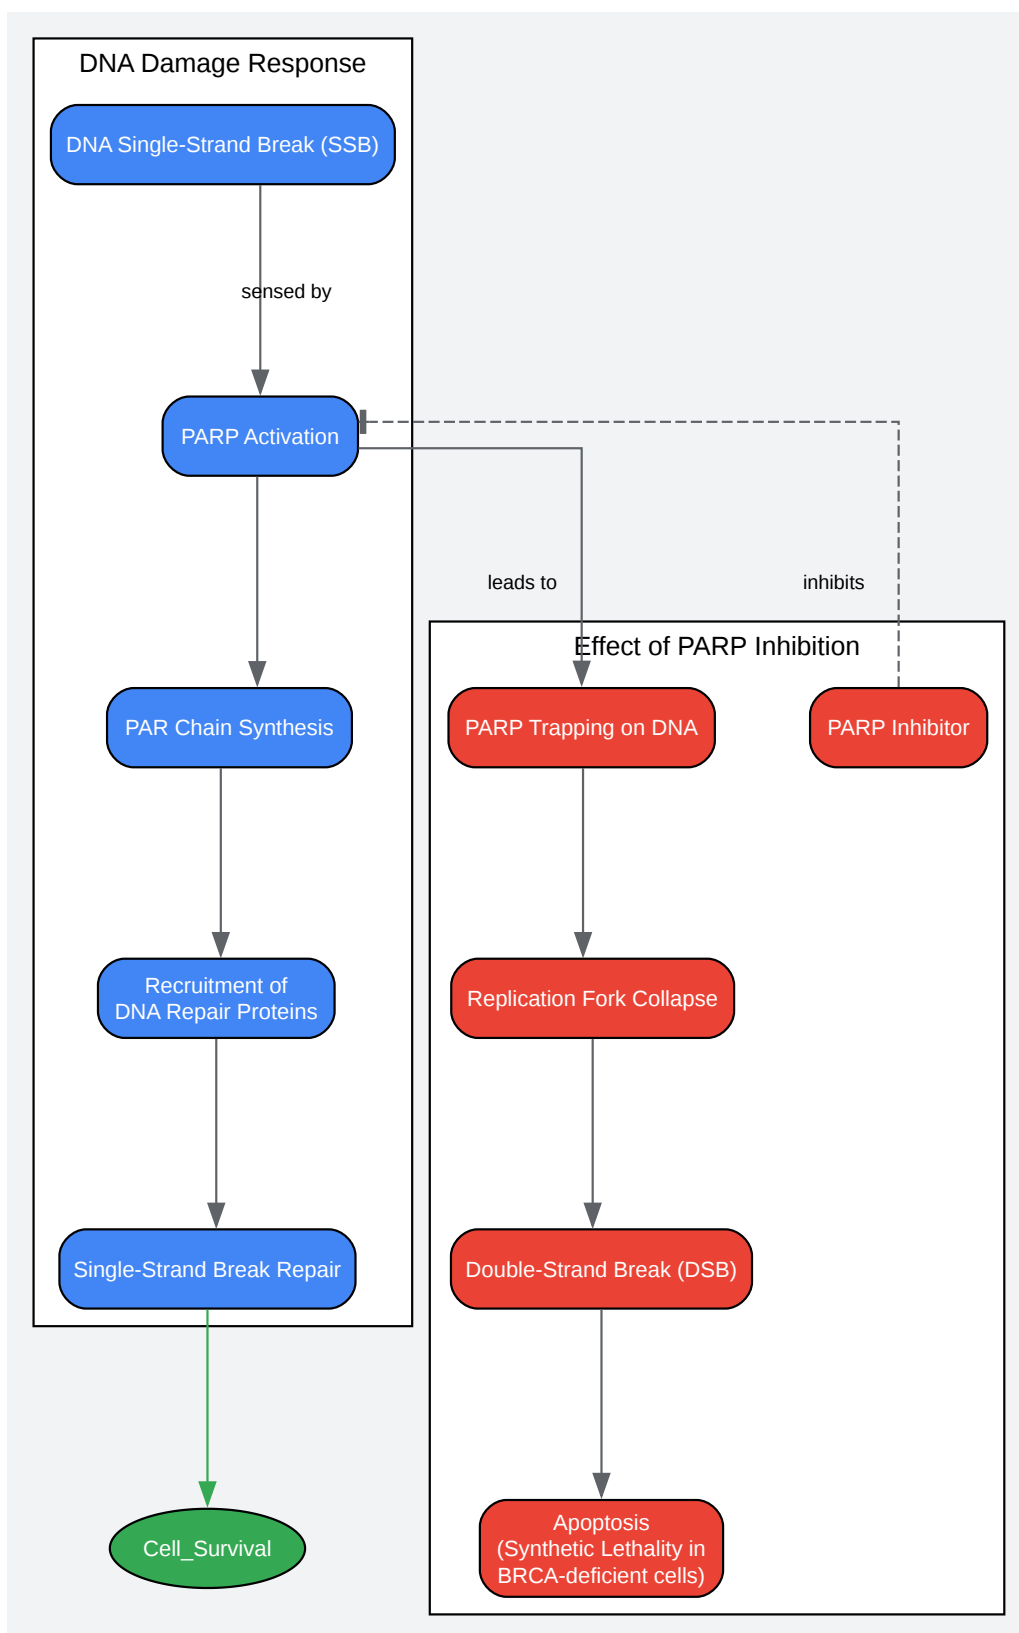 DNA Damage Response
DNA Single-Strand Break (SSB)
sensed by
PARP Activation
leads to
inhibits
Effect of PARP Inhibition
PAR Chain Synthesis
PARP Trapping on DNA
PARP Inhibitor
Recruitment of
DNA Repair Proteins
Replication Fork Collapse
Single-Strand Break Repair
Double-Strand Break (DSB)
Cell_Survival
Apoptosis
(Synthetic Lethality in
BRCA-deficient cells)